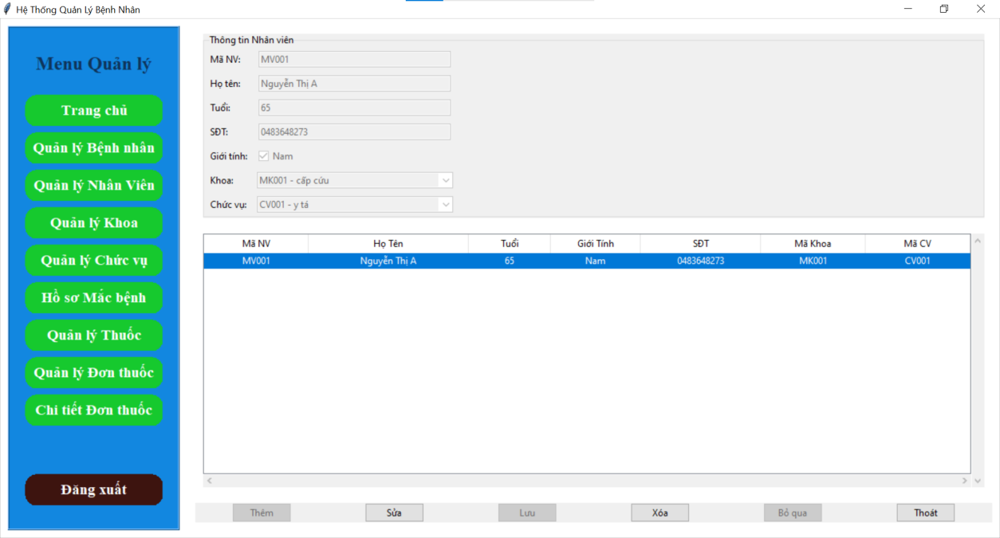 Hệ Thống Quản Lý Bệnh Nhân
Menu Quản lý
Trang chủ
Quản lý Bệnh nhân
Quản lý Nhân Viên
Quản lý Khoa
Quản lý Chức vụ
Hồ sơ Mắc bệnh
Quản lý Thuốc
Quản lý Đơn thuốc
Chi tiết Đơn thuốc
Đăng xuất
Thông tin Nhân viên
Mã NV: MV001
Họ tên: Nguyễn Thị A
Tuổi: 65
SĐT: 0483648273
Giới tính: Nam
Khoa: MK001 - cấp cứu
Chức vụ: CV001 - y tá
Mã NV Họ Tên Tuổi Giới Tính SĐT Mã Khoa Mã CV
MV001 Nguyễn Thị A 65 Nam 0483648273 MK001 CV001
Thêm Sửa Lưu Xóa Bỏ qua Thoát